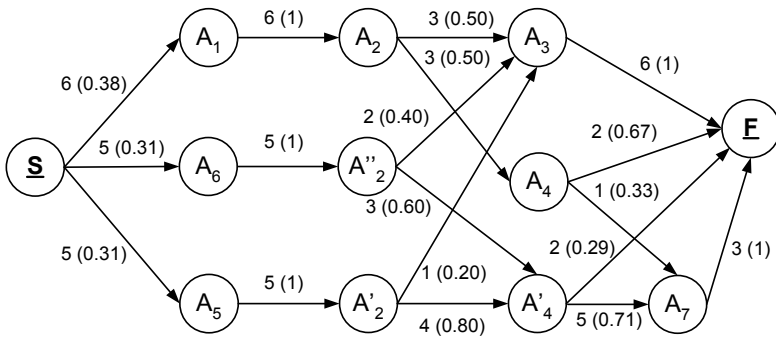 6 (1)
3 (0.50)
A1
A2
A3
3 (0.50)
6 (1)
6 (0.38)
2 (0.40)
2 (0.67)
F
5 (0.31)
5 (1)
S
A6
A''2
A4
1 (0.33)
3 (0.60)
5 (0.31)
2 (0.29)
3 (1)
5 (1)
1 (0.20)
A5
A'2
A'4
A7
4 (0.80)
5 (0.71)